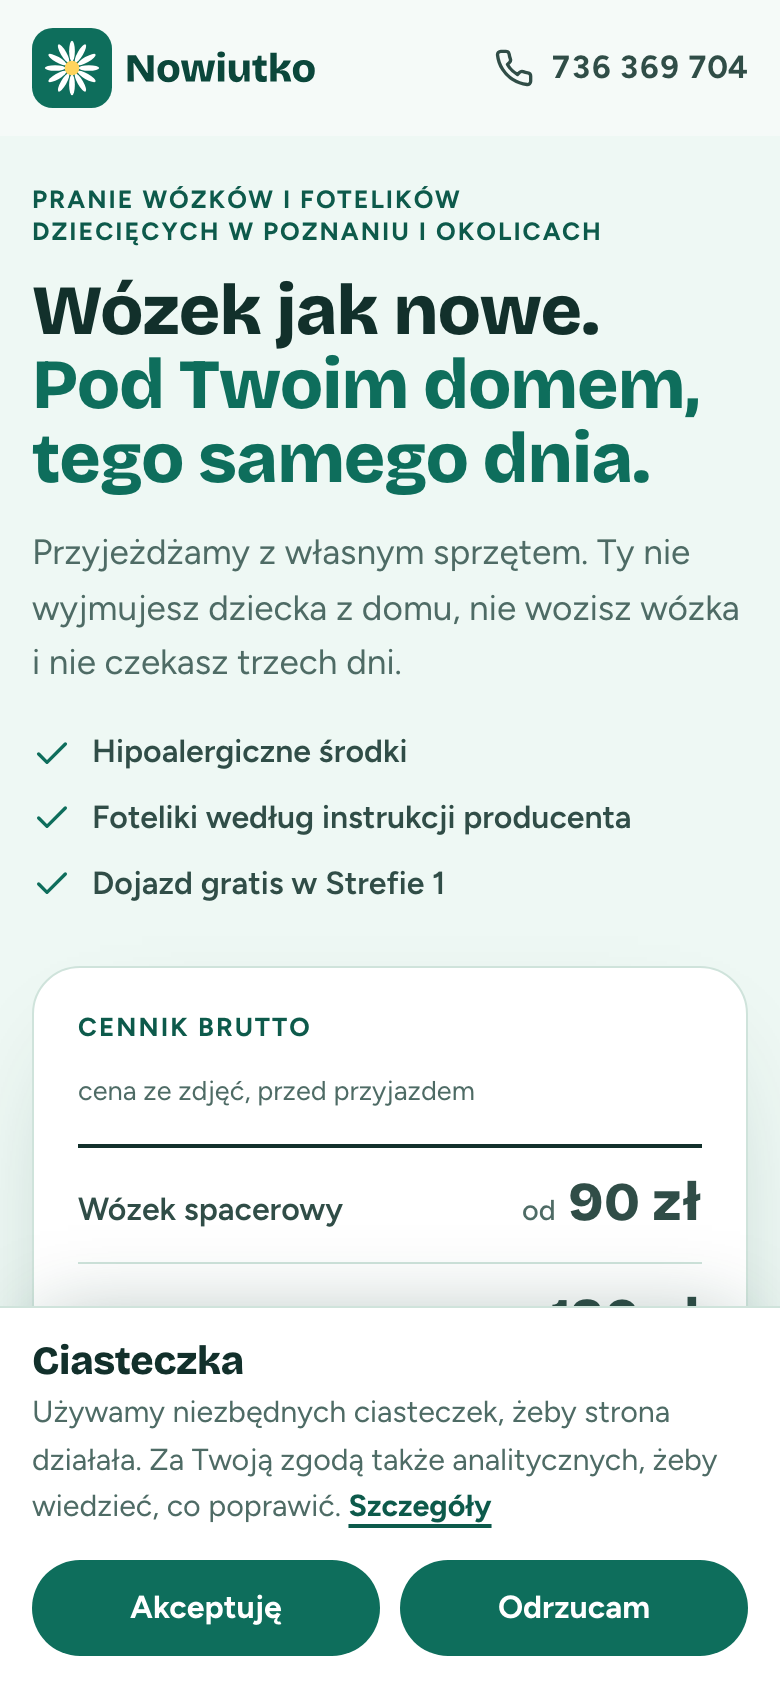 Nowiutko
736 369 704
PRANIE WÓZKÓW I FOTELIKÓW
DZIECIĘCYCH W POZNANIU I OKOLICACH
Wózek jak nowe.
Pod Twoim domem,
tego samego dnia.
Przyjeżdżamy z własnym sprzętem. Ty nie
wyjmujesz dziecka z domu, nie wozisz wózka
i nie czekasz trzech dni.
Hipoalergiczne środki
Foteliki według instrukcji producenta
Dojazd gratis w Strefie 1
CENNIK BRUTTO
cena ze zdjęć, przed przyjazdem
Wózek spacerowy od 90 zł
Ciasteczka
Używamy niezbędnych ciasteczek, żeby strona
działała. Za Twoją zgodą także analitycznych, żeby
wiedzieć, co poprawić. Szczegóły
Akceptuję
Odrzucam